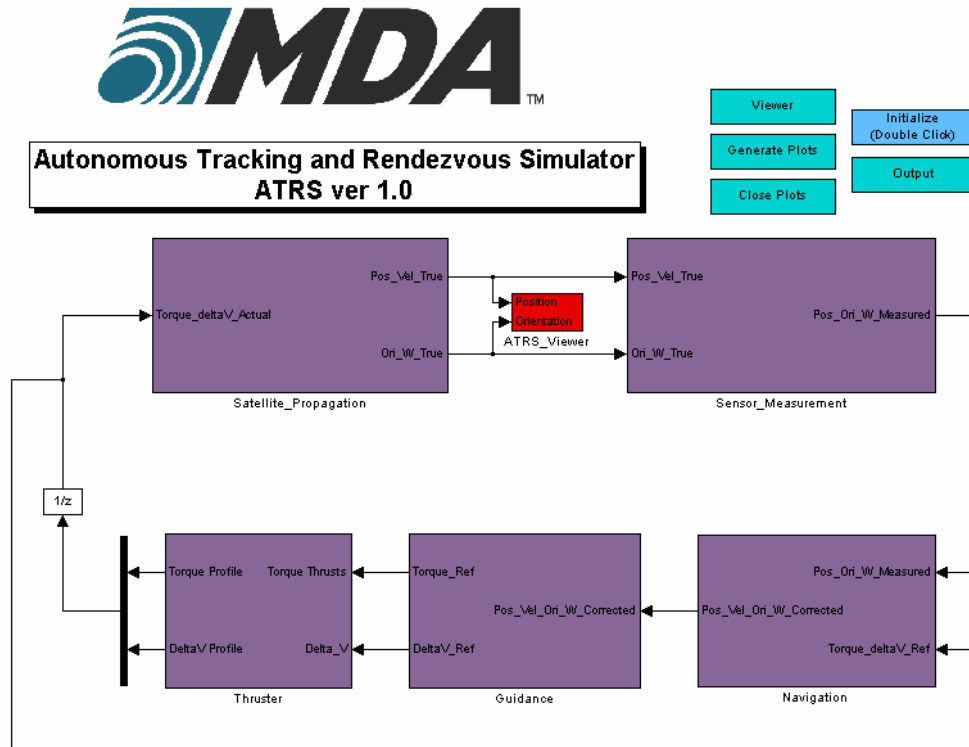 MDA
TM
Viewer
Initialize
(Double Click)
Generate Plots
Output
Close Plots
Autonomous Tracking and Rendezvous Simulator
ATRS ver 1.0
Pos_Vel_True
Torque_deltaV_Actual
Ori_W_True
Satellite_Propagation
Position
Orientation
ATRS_Viewer
Pos_Vel_True
Pos_Ori_W_Measured
Ori_W_True
Sensor_Measurement
1/z
Torque Profile
Torque Thrusts
DeltaV Profile
Delta_V
Thruster
Torque_Ref
Pos_Vel_Ori_W_Corrected
DeltaV_Ref
Guidance
Pos_Ori_W_Measured
Pos_Vel_Ori_W_Corrected
Torque_deltaV_Ref
Navigation